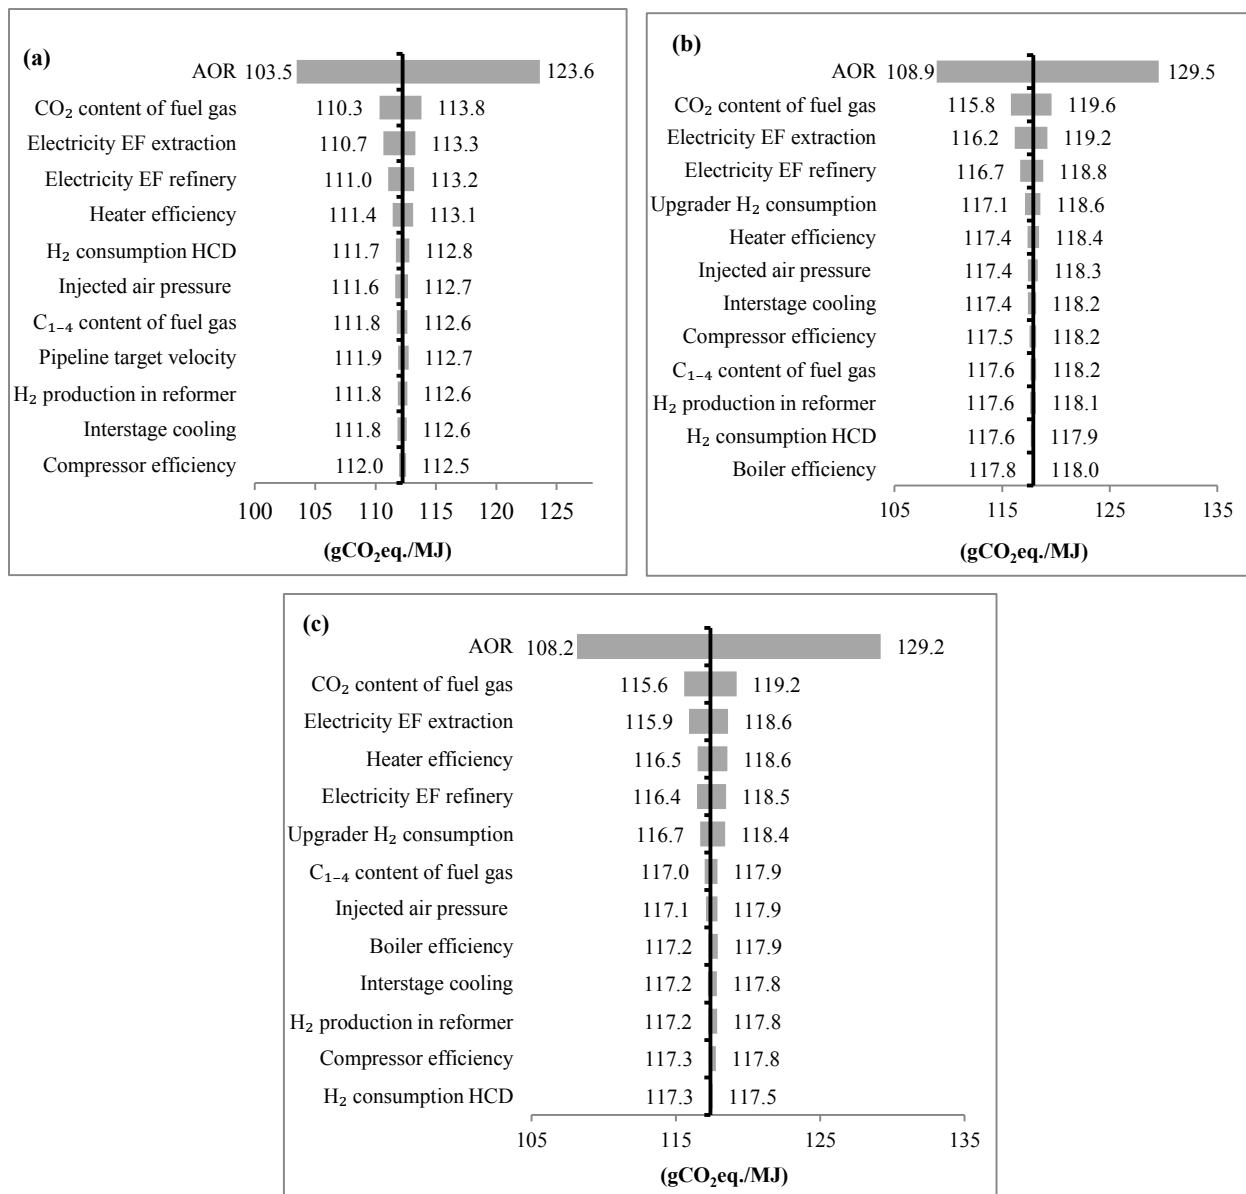 (a)
AOR 103.5 123.6
CO₂ content of fuel gas 110.3 113.8
Electricity EF extraction 110.7 113.3
Electricity EF refinery 111.0 113.2
Heater efficiency 111.4 113.1
H₂ consumption HCD 111.7 112.8
Injected air pressure 111.6 112.7
C₁₋₄ content of fuel gas 111.8 112.6
Pipeline target velocity 111.9 112.7
H₂ production in reformer 111.8 112.6
Interstage cooling 111.8 112.6
Compressor efficiency 112.0 112.5
100 105 110 115 120 125
(gCO₂eq./MJ)
(b)
AOR 108.9 129.5
CO₂ content of fuel gas 115.8 119.6
Electricity EF extraction 116.2 119.2
Electricity EF refinery 116.7 118.8
Upgrader H₂ consumption 117.1 118.6
Heater efficiency 117.4 118.4
Injected air pressure 117.4 118.3
Interstage cooling 117.4 118.2
Compressor efficiency 117.5 118.2
C₁₋₄ content of fuel gas 117.6 118.2
H₂ production in reformer 117.6 118.1
H₂ consumption HCD 117.6 117.9
Boiler efficiency 117.8 118.0
105 115 125 135
(gCO₂eq./MJ)
(c)
AOR 108.2 129.2
CO₂ content of fuel gas 115.6 119.2
Electricity EF extraction 115.9 118.6
Heater efficiency 116.5 118.6
Electricity EF refinery 116.4 118.5
Upgrader H₂ consumption 116.7 118.4
C₁₋₄ content of fuel gas 117.0 117.9
Injected air pressure 117.1 117.9
Boiler efficiency 117.2 117.9
Interstage cooling 117.2 117.8
H₂ production in reformer 117.2 117.8
Compressor efficiency 117.3 117.8
H₂ consumption HCD 117.3 117.5
105 115 125 135
(gCO₂eq./MJ)